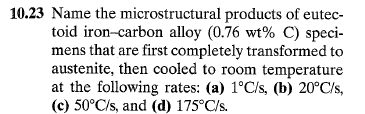 10.23 Name the microstructural products of eutec-
toid iron–carbon alloy (0.76 wt% C) speci-
mens that are first completely transformed to
austenite, then cooled to room temperature
at the following rates: (a) 1°C/s, (b) 20°C/s,
(c) 50°C/s, and (d) 175°C/s.